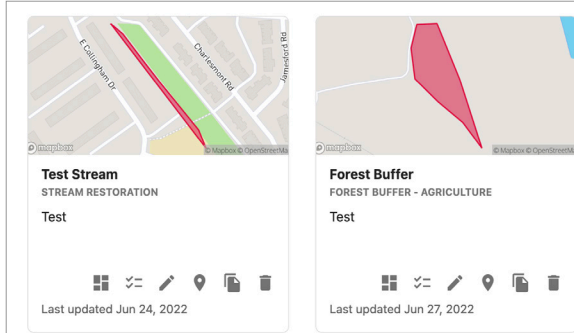 E Collingham Dr
Charlesmont Rd
Jamesford Rd
mapbox
© Mapbox © OpenStreetMa
Test Stream
STREAM RESTORATION
Test
Last updated Jun 24, 2022
mapbox
© Mapbox © OpenStreetMa
Forest Buffer
FOREST BUFFER - AGRICULTURE
Test
Last updated Jun 27, 2022